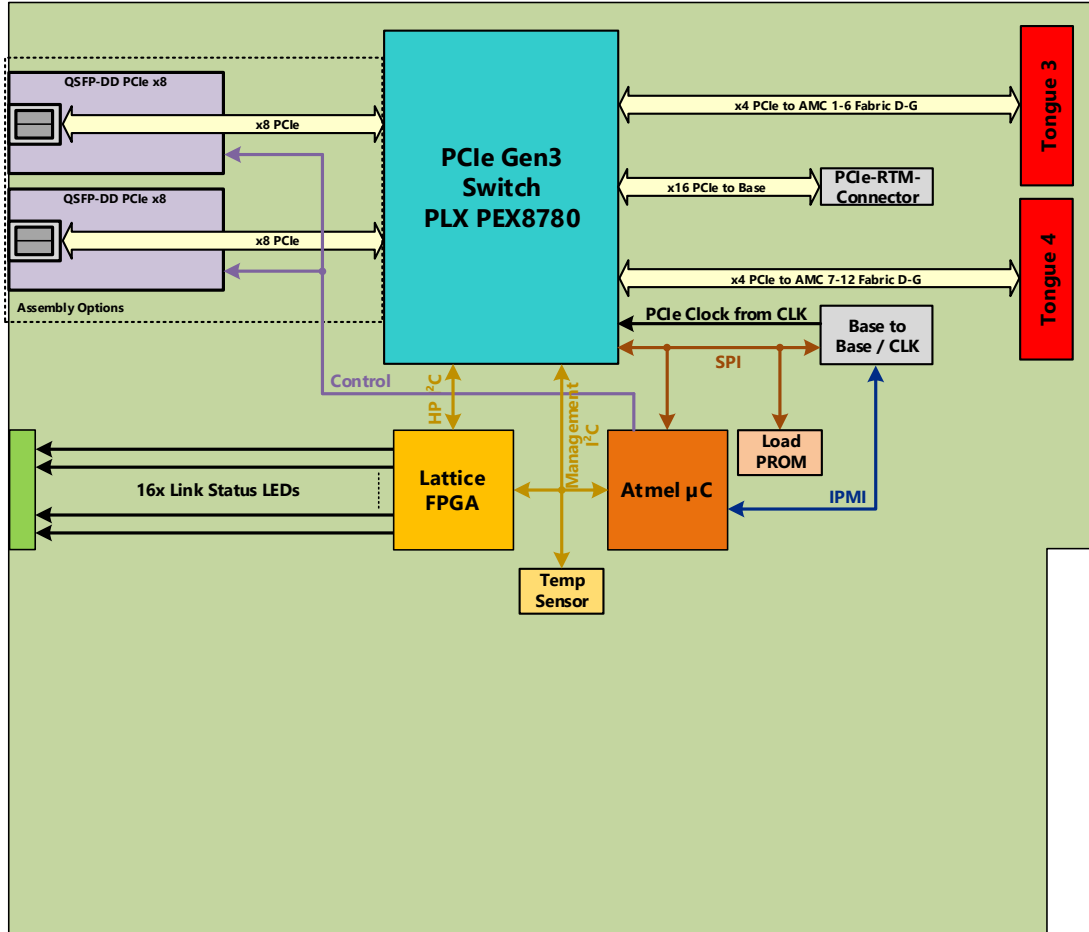 QSFP-DD PCIe x8
x8 PCIe
QSFP-DD PCIe x8
x8 PCIe
Assembly Options
PCIe Gen3
Switch
PLX PEX8780
x4 PCIe to AMC 1-6 Fabric D-G
Tongue 3
x16 PCIe to Base
PCIe-RTM-
Connector
x4 PCIe to AMC 7-12 Fabric D-G
Tongue 4
PCIe Clock from CLK
Base to
Base / CLK
SPI
Control
HP I²C
Management
I²C
Load
PROM
16x Link Status LEDs
Lattice
FPGA
Atmel µC
IPMI
Temp
Sensor